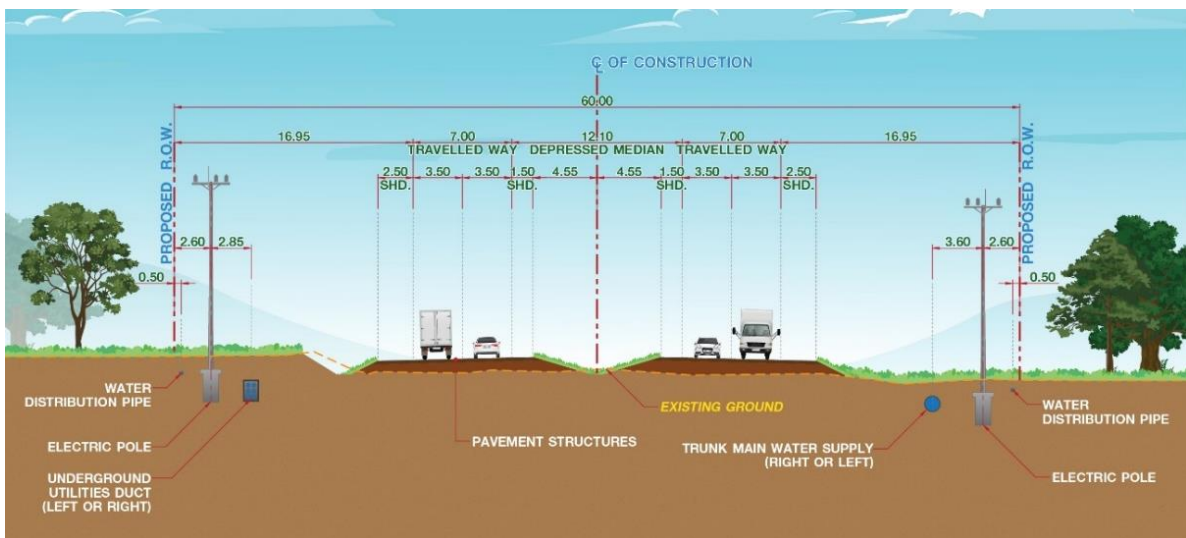 ℄ OF CONSTRUCTION
60.00
PROPOSED R.O.W.
16.95
7.00
12.10
7.00
16.95
PROPOSED R.O.W.
TRAVELLED WAY
DEPRESSED MEDIAN
TRAVELLED WAY
2.50
3.50
3.50
1.50
4.55
4.55
1.50
3.50
3.50
2.50
SHD.
SHD.
SHD.
SHD.
2.60
2.85
3.60
2.60
0.50
0.50
WATER
DISTRIBUTION PIPE
ELECTRIC POLE
UNDERGROUND
UTILITIES DUCT
(LEFT OR RIGHT)
PAVEMENT STRUCTURES
EXISTING GROUND
TRUNK MAIN WATER SUPPLY
(RIGHT OR LEFT)
WATER
DISTRIBUTION PIPE
ELECTRIC POLE